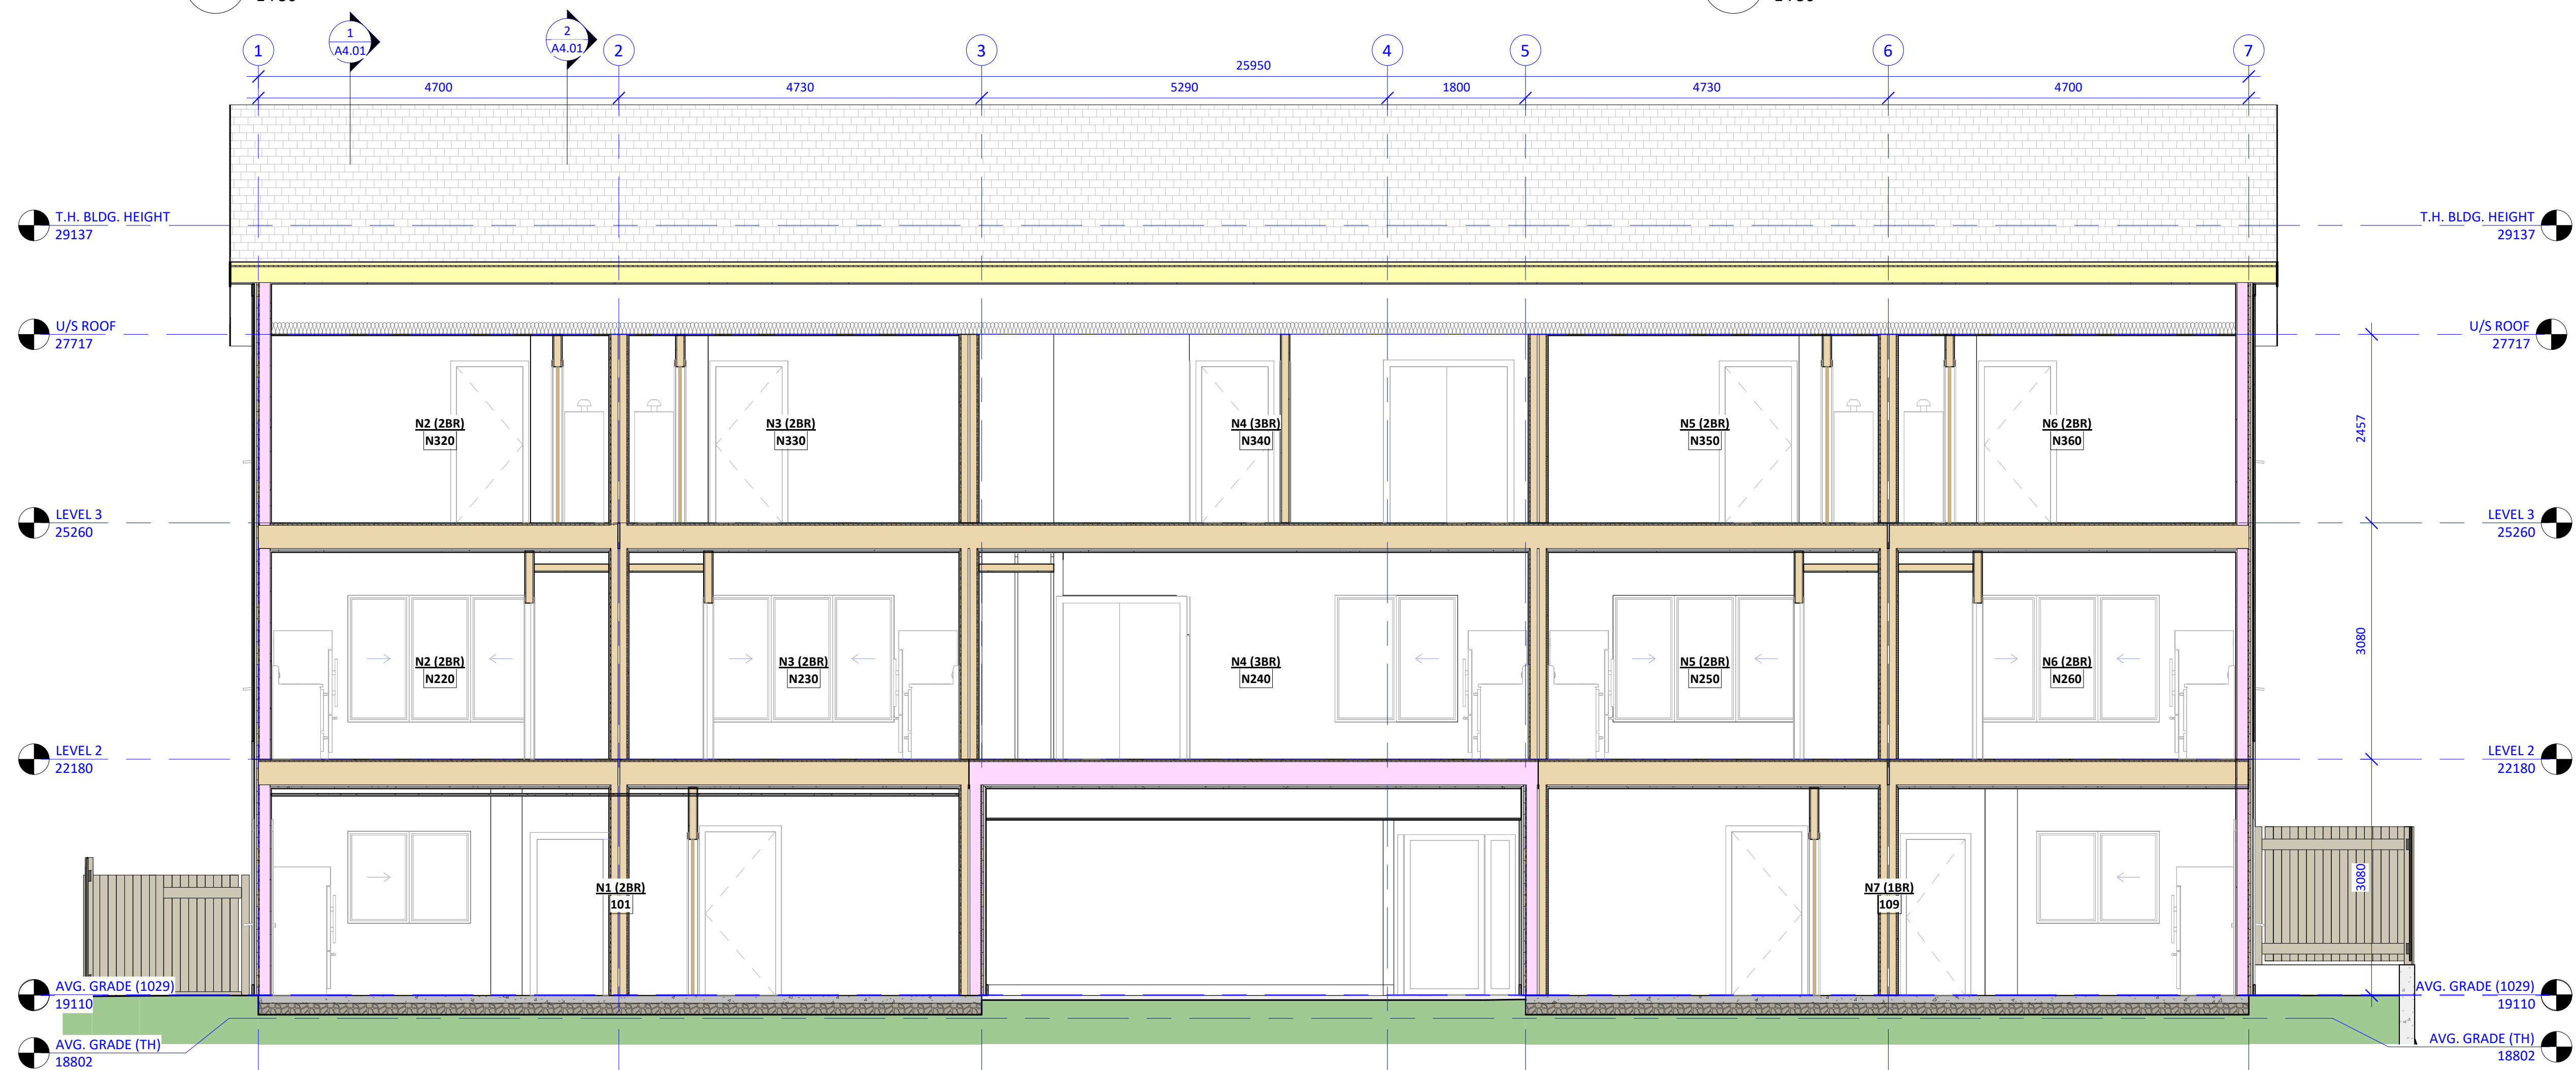 1
A4.01
2
A4.01
1
2
3
4
5
6
7
25950
4700
4730
5290
1800
4730
4700
T.H. BLDG. HEIGHT
29137
T.H. BLDG. HEIGHT
29137
U/S ROOF
27717
U/S ROOF
27717
N2 (2BR)
N320
N3 (2BR)
N330
N4 (3BR)
N340
N5 (2BR)
N350
N6 (2BR)
N360
2457
LEVEL 3
25260
LEVEL 3
25260
N2 (2BR)
N220
N3 (2BR)
N230
N4 (3BR)
N240
N5 (2BR)
N250
N6 (2BR)
N260
3080
LEVEL 2
22180
LEVEL 2
22180
N1 (2BR)
101
N7 (1BR)
109
3080
AVG. GRADE (1029)
19110
AVG. GRADE (1029)
19110
AVG. GRADE (TH)
18802
AVG. GRADE (TH)
18802